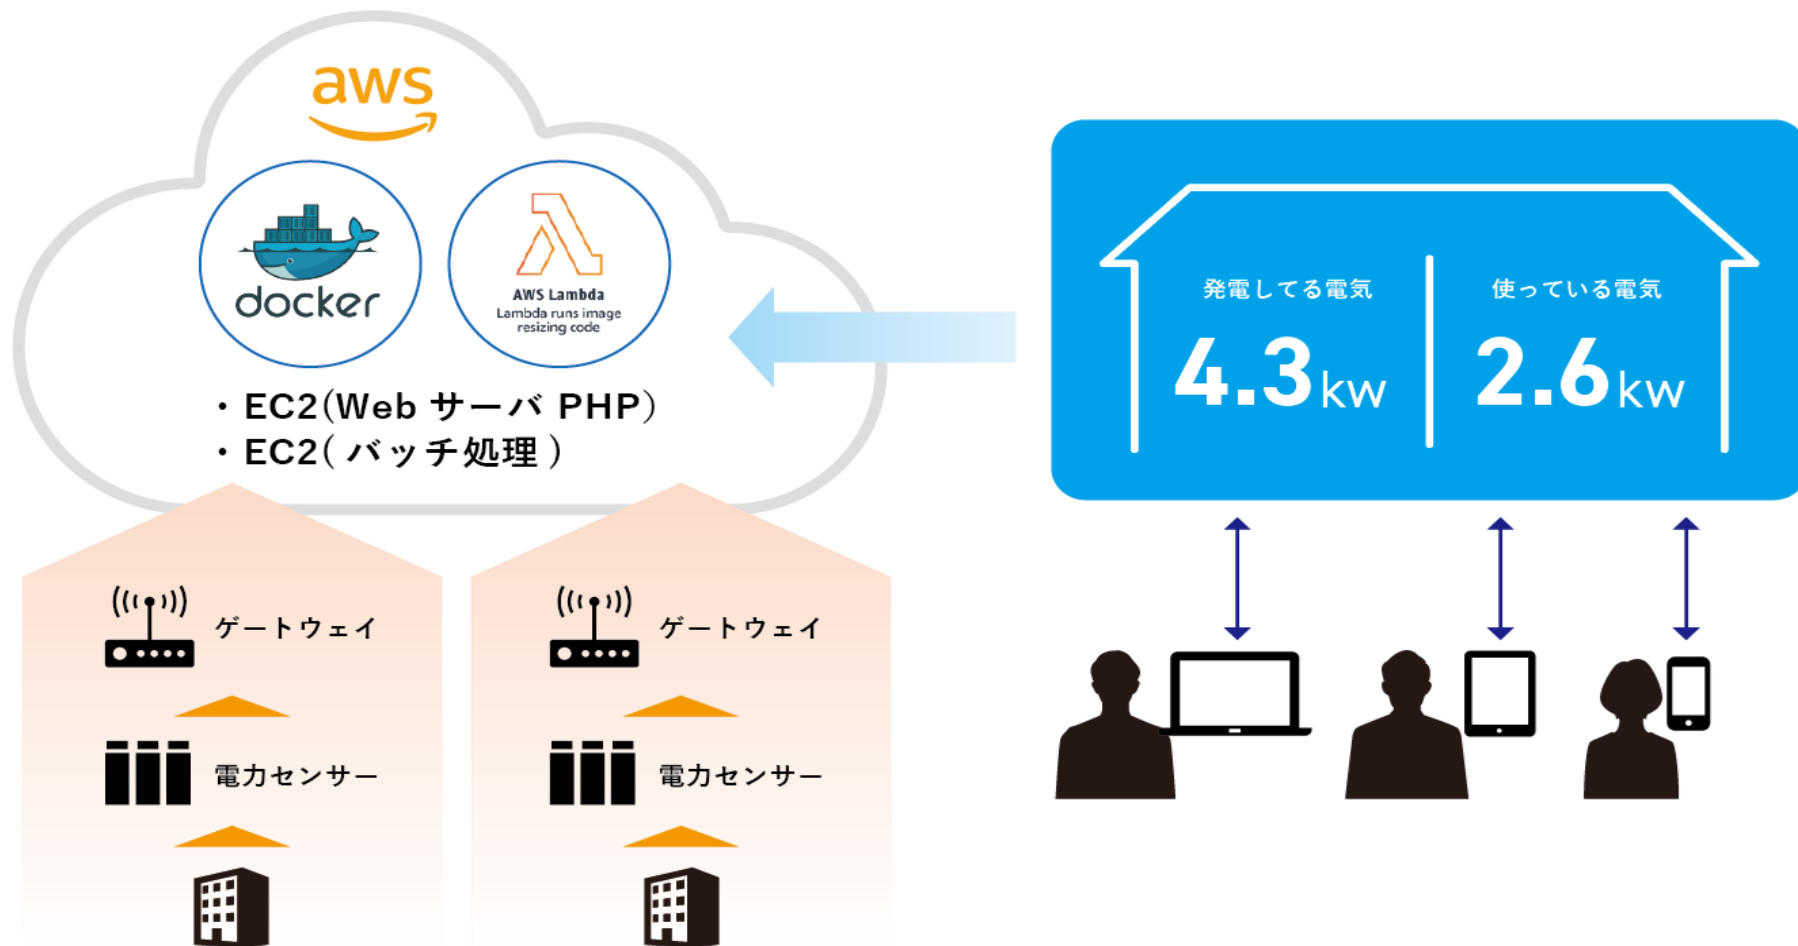 aws
docker
AWS Lambda
Lambda runs image
resizing code
・EC2(Web サーバ PHP)
・EC2( バッチ処理 )
発電してる電気
4.3kw
使っている電気
2.6kw
ゲートウェイ
電力センサー
ゲートウェイ
電力センサー